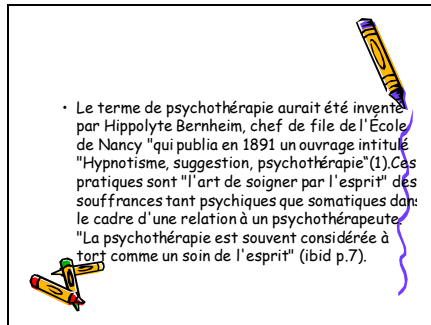 • Le terme de psychothérapie aurait été inventé
par Hippolyte Bernheim, chef de file de l'École
de Nancy "qui publia en 1891 un ouvrage intitulé
"Hypnotisme, suggestion, psychothérapie"(1).Ces
pratiques sont "l'art de soigner par l'esprit" des
souffrances tant psychiques que somatiques dans
le cadre d'une relation à un psychothérapeute.
"La psychothérapie est souvent considérée à
tort comme un soin de l'esprit" (ibid p.7).